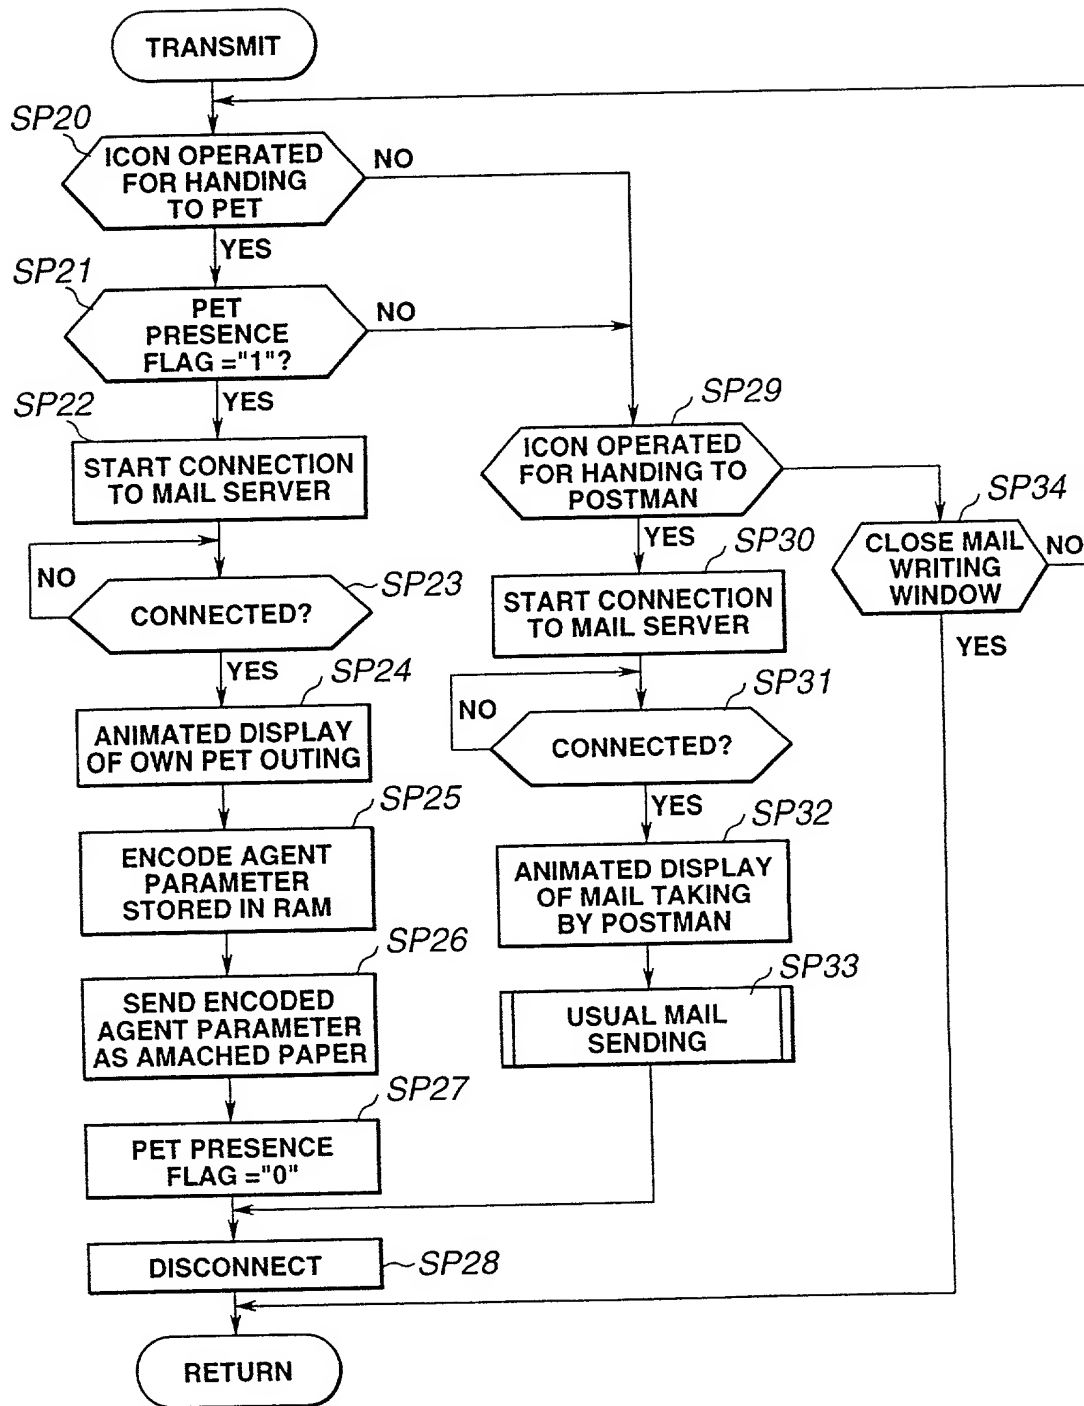 TRANSMIT
SP20
ICON OPERATED
FOR HANDING
TO PET
NO
YES
SP21
PET
PRESENCE
FLAG ="1"?
NO
YES
SP22
START CONNECTION
TO MAIL SERVER
NO
CONNECTED?
SP23
YES
SP24
ANIMATED DISPLAY
OF OWN PET OUTING
SP25
ENCODE AGENT
PARAMETER
STORED IN RAM
SP26
SEND ENCODED
AGENT PARAMETER
AS AMACHED PAPER
SP27
PET PRESENCE
FLAG ="0"
DISCONNECT
SP28
RETURN
SP29
ICON OPERATED
FOR HANDING TO
POSTMAN
YES
SP30
START CONNECTION
TO MAIL SERVER
SP31
NO
CONNECTED?
YES
SP32
ANIMATED DISPLAY
OF MAIL TAKING
BY POSTMAN
SP33
USUAL MAIL
SENDING
SP34
CLOSE MAIL
WRITING
WINDOW
NO
YES